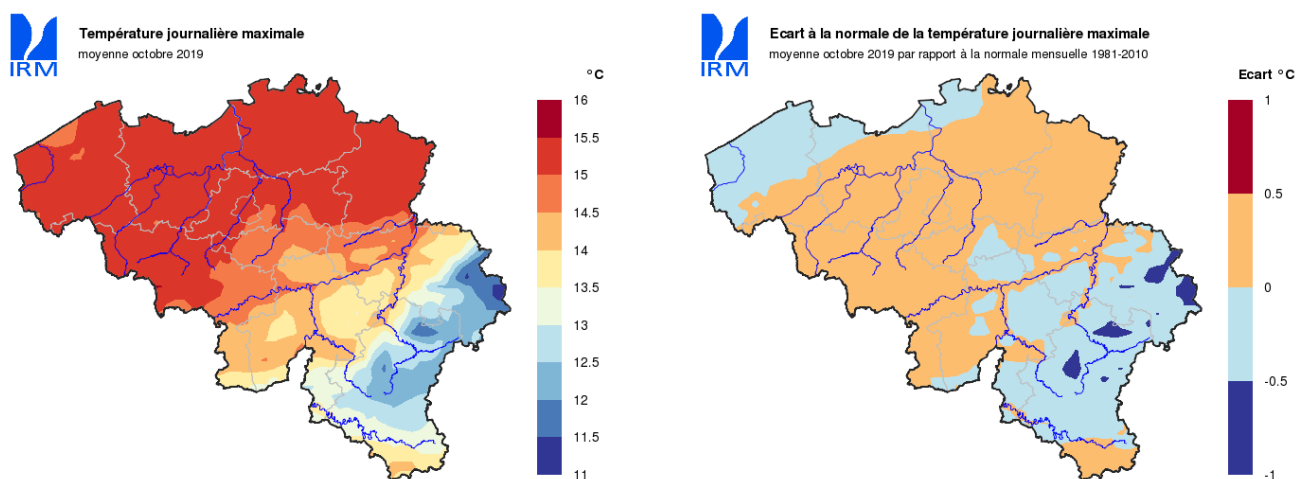 Température journalière maximale
moyenne octobre 2019
IRM
°C
16
15.5
15
14.5
14
13.5
13
12.5
12
11.5
11
Ecart à la normale de la température journalière maximale
moyenne octobre 2019 par rapport à la normale mensuelle 1981-2010
IRM
Ecart °C
1
0.5
0
-0.5
-1